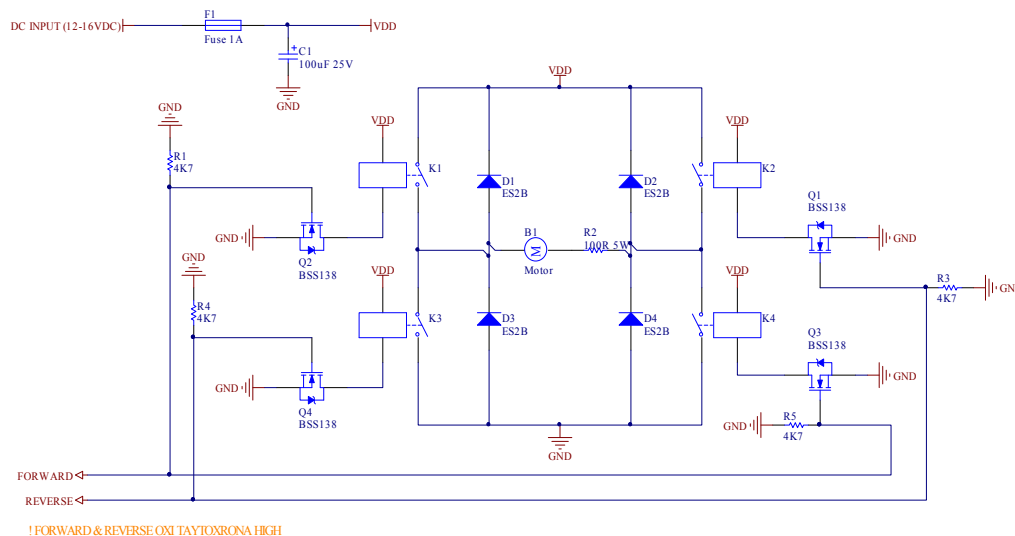 F1
DC INPUT (12-16VDC)
VDD
Fuse 1A
C1
100uF 25V
GND
VDD
GND
VDD
VDD
R1
4K7
K1
K2
D1
ES2B
D2
ES2B
Q1
BSS138
GND
B1
R2
100R 5W
GND
Q2
BSS138
Motor
GND
VDD
VDD
R3
4K7
GN
R4
4K7
K3
D3
ES2B
D4
ES2B
K4
Q3
BSS138
GND
GND
Q4
BSS138
GND
R5
4K7
GND
FORWARD
REVERSE
! FORWARD & REVERSE OXI TAYTOXRONA HIGH